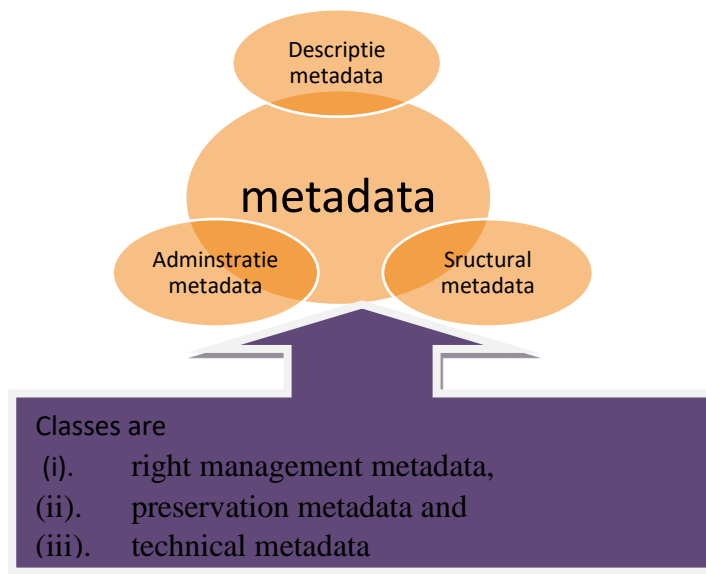 Descriptie
metadata
metadata
Adminstratie
metadata
Sructural
metadata
Classes are
(i). right management metadata,
(ii). preservation metadata and
(iii). technical metadata